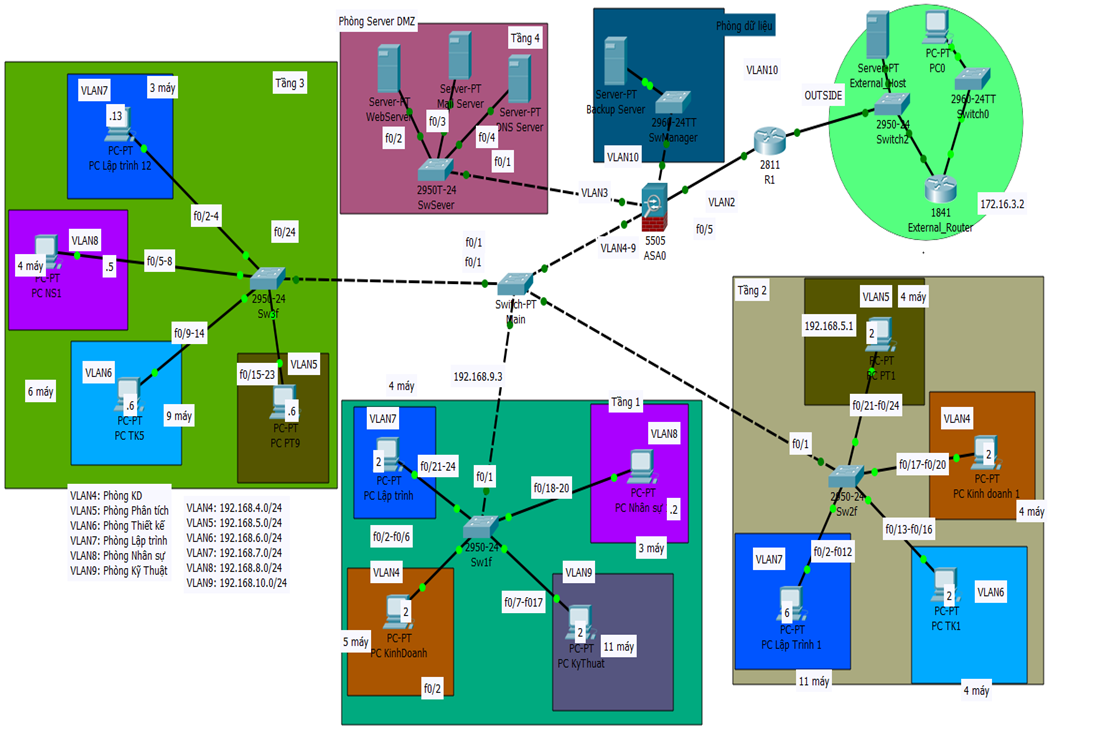 Phòng Server DMZ
Tầng 4
Server-PT
WebServer
Server-PT
Mail Server
Server-PT
DNS Server
f0/2
f0/3
f0/4
f0/1
2950T-24
SwSever
Phòng dữ liệu
Server-PT
Backup Server
2960-24TT
SwManager
VLAN10
VLAN10
OUTSIDE
Server-PT
External_Host
PC-PT
PC0
2960-24TT
Switch0
2950-24
Switch2
1841
External_Router
172.16.3.2
2811
R1
VLAN3
VLAN2
5505
ASA0
f0/5
VLAN4-9
f0/1
f0/1
Switch-PT
Main
192.168.9.3
Tầng 3
VLAN7
3 máy
.13
PC-PT
PC Lập trình 12
f0/2-4
f0/24
VLAN8
4 máy
.5
PC-PT
PC NS1
f0/5-8
2950-24
Sw3f
f0/9-14
VLAN6
6 máy
.6
9 máy
PC-PT
PC TK5
f0/15-23
VLAN5
.6
PC-PT
PC PT9
VLAN4: Phòng KD
VLAN5: Phòng Phân tích
VLAN6: Phòng Thiết kế
VLAN7: Phòng Lập trình
VLAN8: Phòng Nhân sự
VLAN9: Phòng Kỹ Thuật
VLAN4: 192.168.4.0/24
VLAN5: 192.168.5.0/24
VLAN6: 192.168.6.0/24
VLAN7: 192.168.7.0/24
VLAN8: 192.168.8.0/24
VLAN9: 192.168.10.0/24
4 máy
Tầng 1
VLAN7
2
PC-PT
PC Lập trình
f0/21-24
f0/1
VLAN8
f0/18-20
PC-PT
PC Nhân sự
.2
3 máy
f0/2-f0/6
2950-24
Sw1f
VLAN4
2
PC-PT
PC KinhDoanh
5 máy
f0/2
VLAN9
f0/7-f017
2
PC-PT
PC KyThuat
11 máy
Tầng 2
VLAN5
4 máy
192.168.5.1
2
PC-PT
PC PT1
f0/21-f0/24
f0/1
VLAN4
f0/17-f0/20
2
PC-PT
PC Kinh doanh 1
4 máy
2950-24
Sw2f
f0/2-f012
f0/13-f0/16
VLAN7
6
PC-PT
PC Lập Trình 1
11 máy
VLAN6
2
PC-PT
PC TK1
4 máy